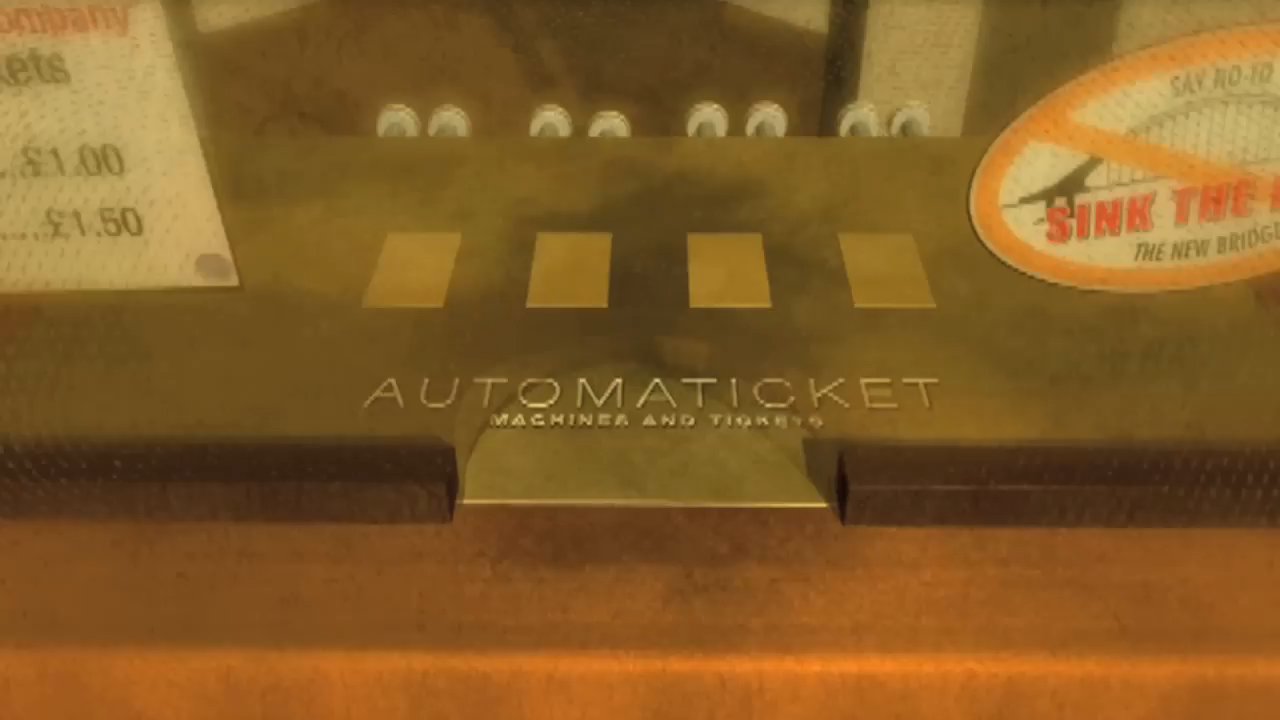 ompany
kets
...£1.00
....£1.50
SAY NO TO
SINK THE
THE NEW BRIDGE
AUTOMATICKET
MACHINES AND TICKETS